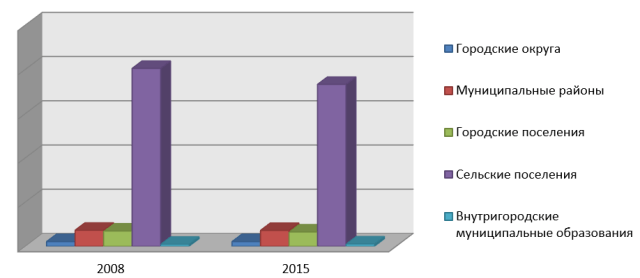 Городские округа
Муниципальные районы
Городские поселения
Сельские поселения
Внутригородские
муниципальные образования
2008
2015